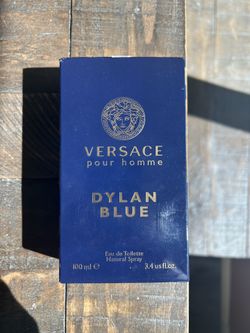 VERSACE
pour homme
DYLAN
BLUE
Eau de Toilette
Natural Spray
100 ml ℮ 3.4 us fl.oz.